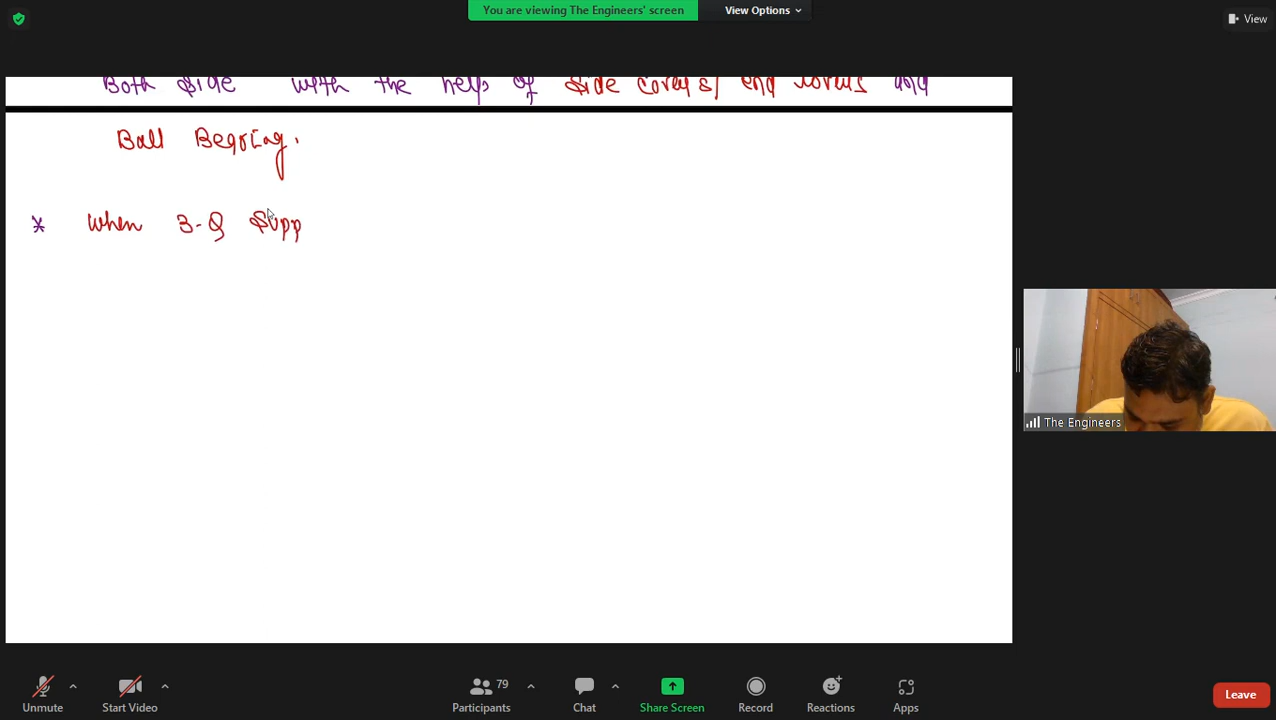 You are viewing The Engineers' screen
View Options
View
Both Side with the help of Side covers/ end covers and
Ball Bearing.
* when 3-φ Supp
The Engineers
Unmute
Start Video
79
Participants
Chat
Share Screen
Record
Reactions
Apps
Leave